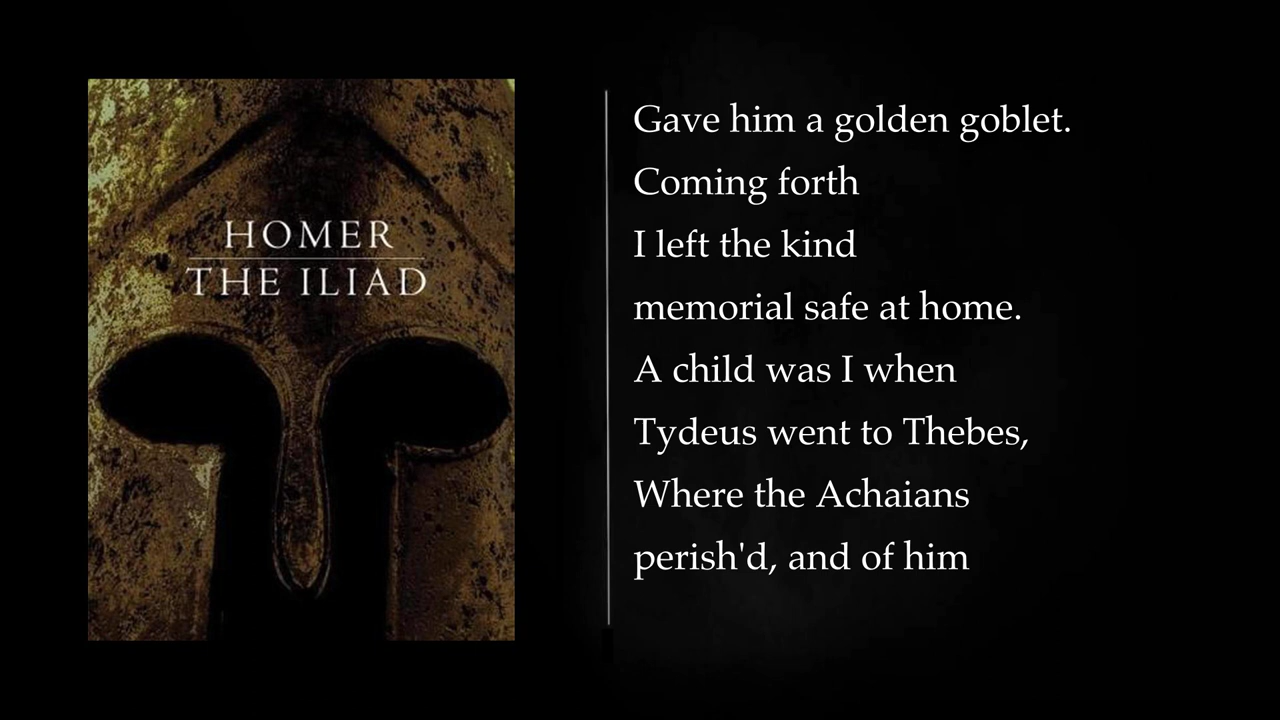 HOMER
THE ILIAD
Gave him a golden goblet.
Coming forth
I left the kind
memorial safe at home.
A child was I when
Tydeus went to Thebes,
Where the Achaians
perish'd, and of him